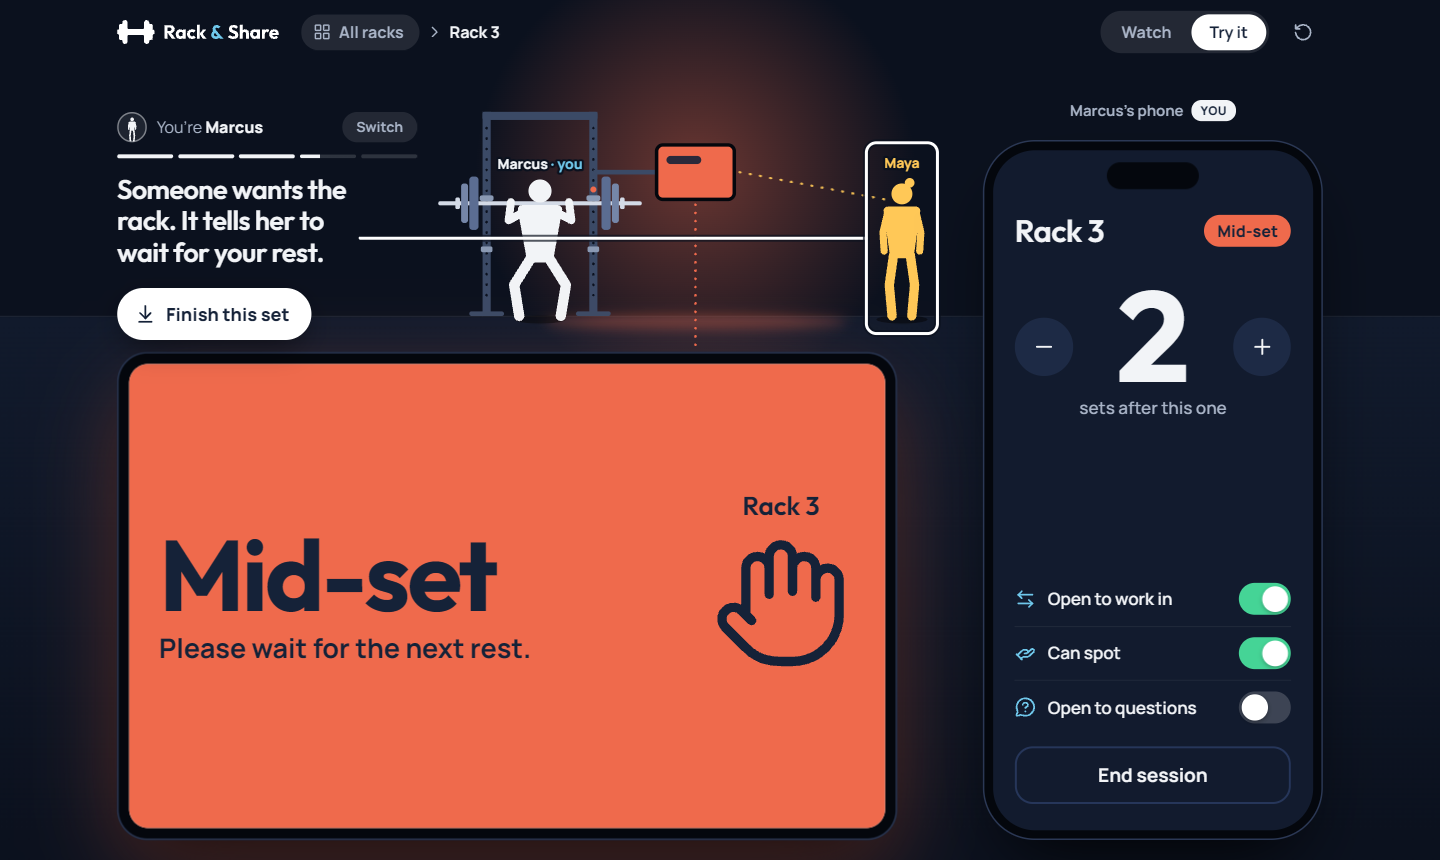 Rack & Share
All racks
Rack 3
Watch
Try it
You're Marcus
Switch
Someone wants the
rack. It tells her to
wait for your rest.
Finish this set
Marcus · you
Maya
Mid-set
Please wait for the next rest.
Rack 3
Marcus's phone
YOU
Rack 3
Mid-set
2
sets after this one
Open to work in
Can spot
Open to questions
End session